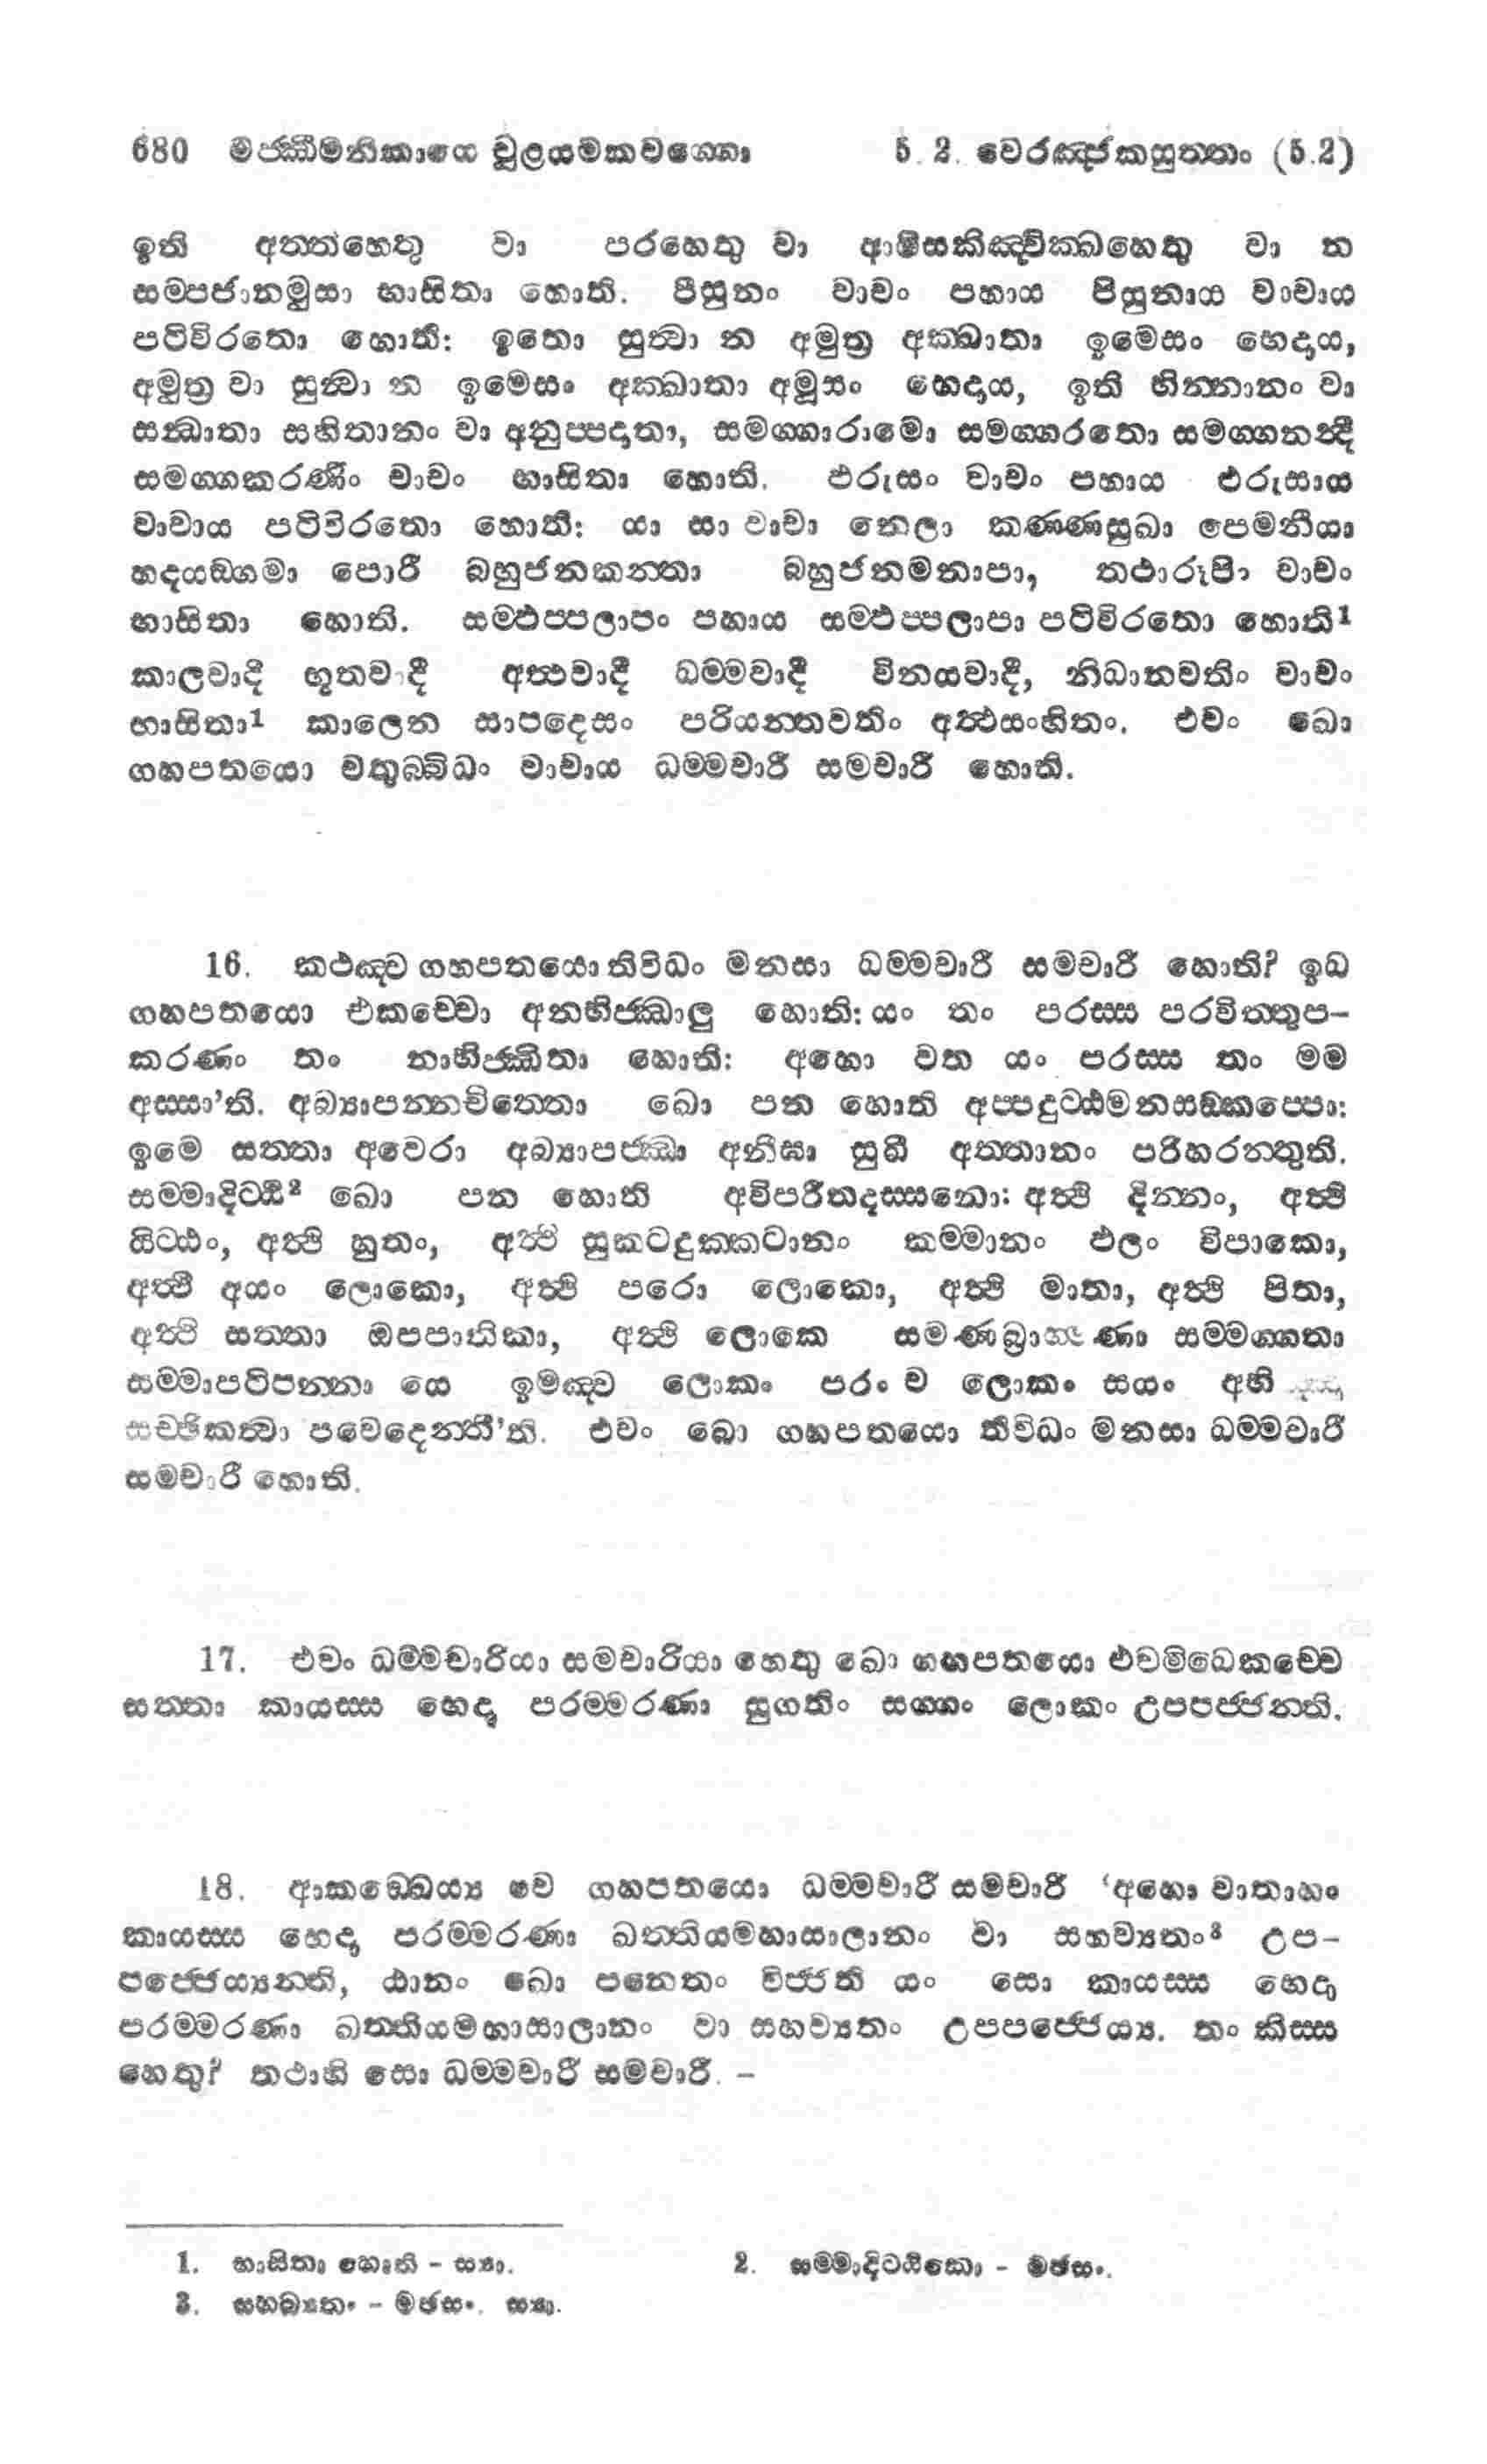 680 මජ්ඣිමනිකායෙ චූළයමකවග්ගො 5. 2. වෙරඤ්ජකසුත්තං (5.2)
ඉති අත්තහෙතු වා පරහෙතු වා ආමිසකිඤ්චික්ඛහෙතු වා න
සම්පජානමුසා භාසිතා හොති. පිසුනං වාචං පහාය පිසුනාය වාචාය
පටිවිරතො හොති: ඉතො සුත්වා න අමුත්‍ර අක්ඛාතා ඉමෙසං භෙදාය,
අමුත්‍ර වා සුත්වා න ඉමෙසං අක්ඛාතා අමූසං භෙදාය, ඉති භින්නානං වා
සන්ධාතා සහිතානං වා අනුප්පදාතා, සමග්ගාරාමො සමග්ගරතො සමග්ගනන්දී
සමග්ගකරණිං වාචං භාසිතා හොති. ඵරුසං වාචං පහාය එරුසාය
වාචාය පටිවිරතො හොති: යා සා වාචා නෙලා කණ්ණසුඛා පෙමනීයා
හදයඞ්ගමා පොරී බහුජනකන්තා බහුජනමනාපා, තථාරූපිං වාචං
භාසිතා හොති. සම්ඵප්පලාපං පහාය සම්ඵප්පලාපා පටිවිරතො හොති¹
කාලවාදී භූතවාදී අත්ථවාදී ධම්මවාදී විනයවාදී, නිධානවතිං වාචං
භාසිතා¹ කාලෙන සාපදෙසං පරියන්තවතිං අත්ථසංහිතං. එවං ඛො
ගහපතයො චතුබ්බිධං වාචාය ධම්මචාරී සමචාරී හොති.
16. කථඤ්ච ගහපතයො තිවිධං මනසා ධම්මචාරී සමචාරී හොති? ඉධ
ගහපතයො එකච්චො අනභිජ්ඣාලු හොති: යං තං පරස්ස පරවිත්තුප-
කරණං තං නාභිජ්ඣිතා හොති: අහො වත යං පරස්ස තං මම
අස්සා'ති. අබ්‍යාපන්නචිත්තො ඛො පන හොති අප්පදුට්ඨමනසඞ්කප්පො:
ඉමෙ සත්තා අවෙරා අබ්‍යාපජ්ඣා අනීඝා සුඛී අත්තානං පරිහරන්තුති.
සම්මාදිට්ඨී² ඛො පන හොති අවිපරීතදස්සනො: අත්ථි දින්නං, අත්ථි
යිට්ඨං, අත්ථි හුතං, අත්ථි සුකටදුක්කටානං කම්මානං ඵලං විපාකො,
අත්ථි අයං ලොකො, අත්ථි පරො ලොකො, අත්ථි මාතා, අත්ථි පිතා,
අත්ථි සත්තා ඔපපාතිකා, අත්ථි ලොකෙ සමණබ්‍රාහ්මණා සම්මග්ගතා
සම්මාපටිපන්නා යෙ ඉමඤ්ච ලොකං පරං ච ලොකං සයං අභි
සච්ඡිකත්වා පවෙදෙන්තී'ති. එවං ඛො ගහපතයො තිවිධං මනසා ධම්මචාරී
සමචාරී හොති.
17. එවං ධම්මචාරියා සමචාරියා හෙතු ඛො ගහපතයො එවමිධෙකච්චෙ
සත්තා කායස්ස භෙදා පරම්මරණා සුගතිං සග්ගං ලොකං උපපජ්ජන්ති.
18. ආකඞ්ඛෙය්‍ය චෙ ගහපතයො ධම්මචාරී සමචාරී 'අහො වාතාහං
කායස්ස භෙදා පරම්මරණා ඛත්තියමහාසාලානං වා සහව්‍යතං³ උප-
පජ්ජෙය්‍යන්ති, ඨානං ඛො පනෙතං විජ්ජති යං සො කායස්ස භෙදා
පරම්මරණා ඛත්තියමහාසාලානං වා සහව්‍යතං උපපජ්ජෙය්‍ය. තං කිස්ස
හෙතු? තථාහි සො ධම්මචාරී සමචාරී. –
1. භාසිතා හොති – ස්‍යා. 2. සම්මාදිට්ඨිකො – මඡසං.
3. සහබ්‍යතං – මඡසං. ස්‍යා.